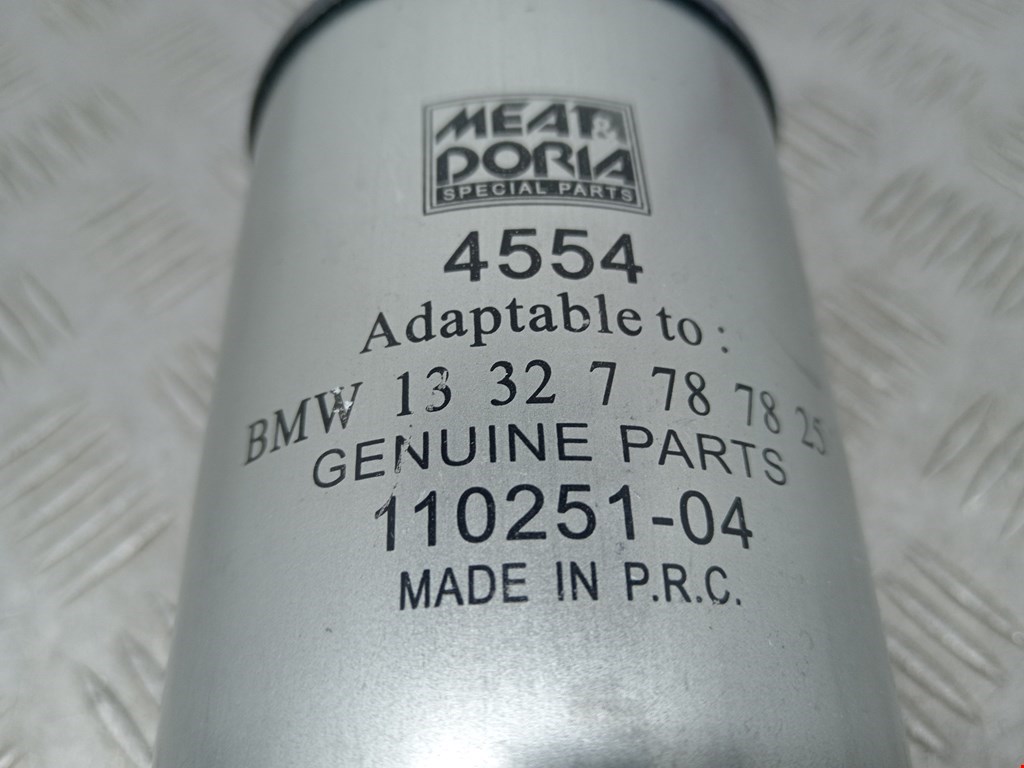 MEAT &
DORIA
SPECIAL PARTS
4554
Adaptable to :
BMW 13 32 7 78 78 25
GENUINE PARTS
110251-04
MADE IN P.R.C.